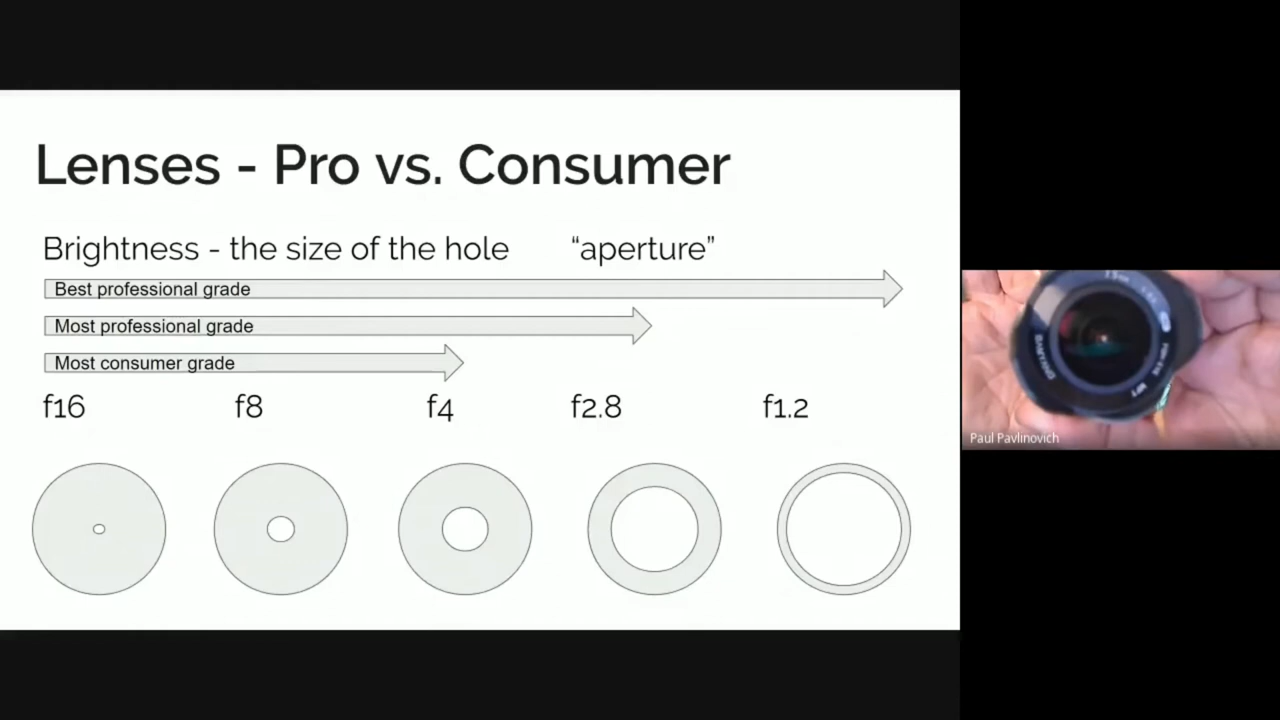 Lenses - Pro vs. Consumer
Brightness - the size of the hole “aperture”
Best professional grade
Most professional grade
Most consumer grade
f16 f8 f4 f2.8 f1.2
Paul Pavlinovich